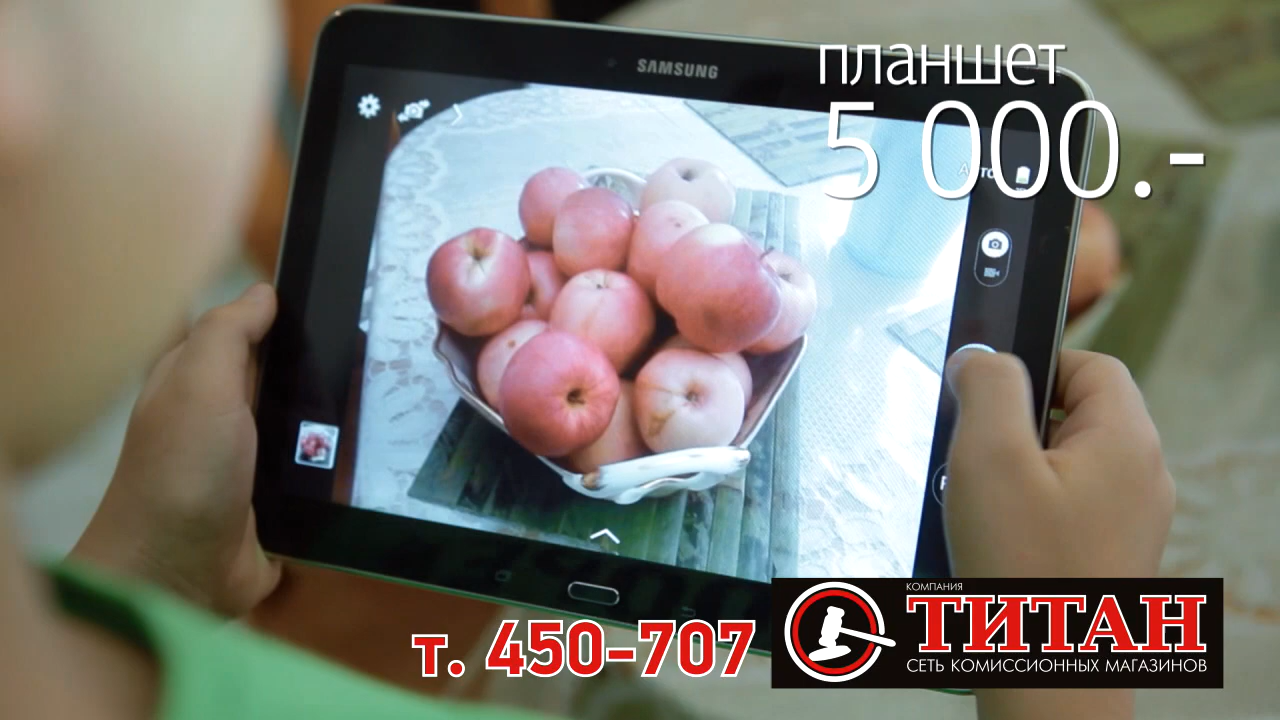 SAMSUNG
планшет
5 000.-
т. 450-707
КОМПАНИЯ
ТИТАН
СЕТЬ КОМИССИОННЫХ МАГАЗИНОВ